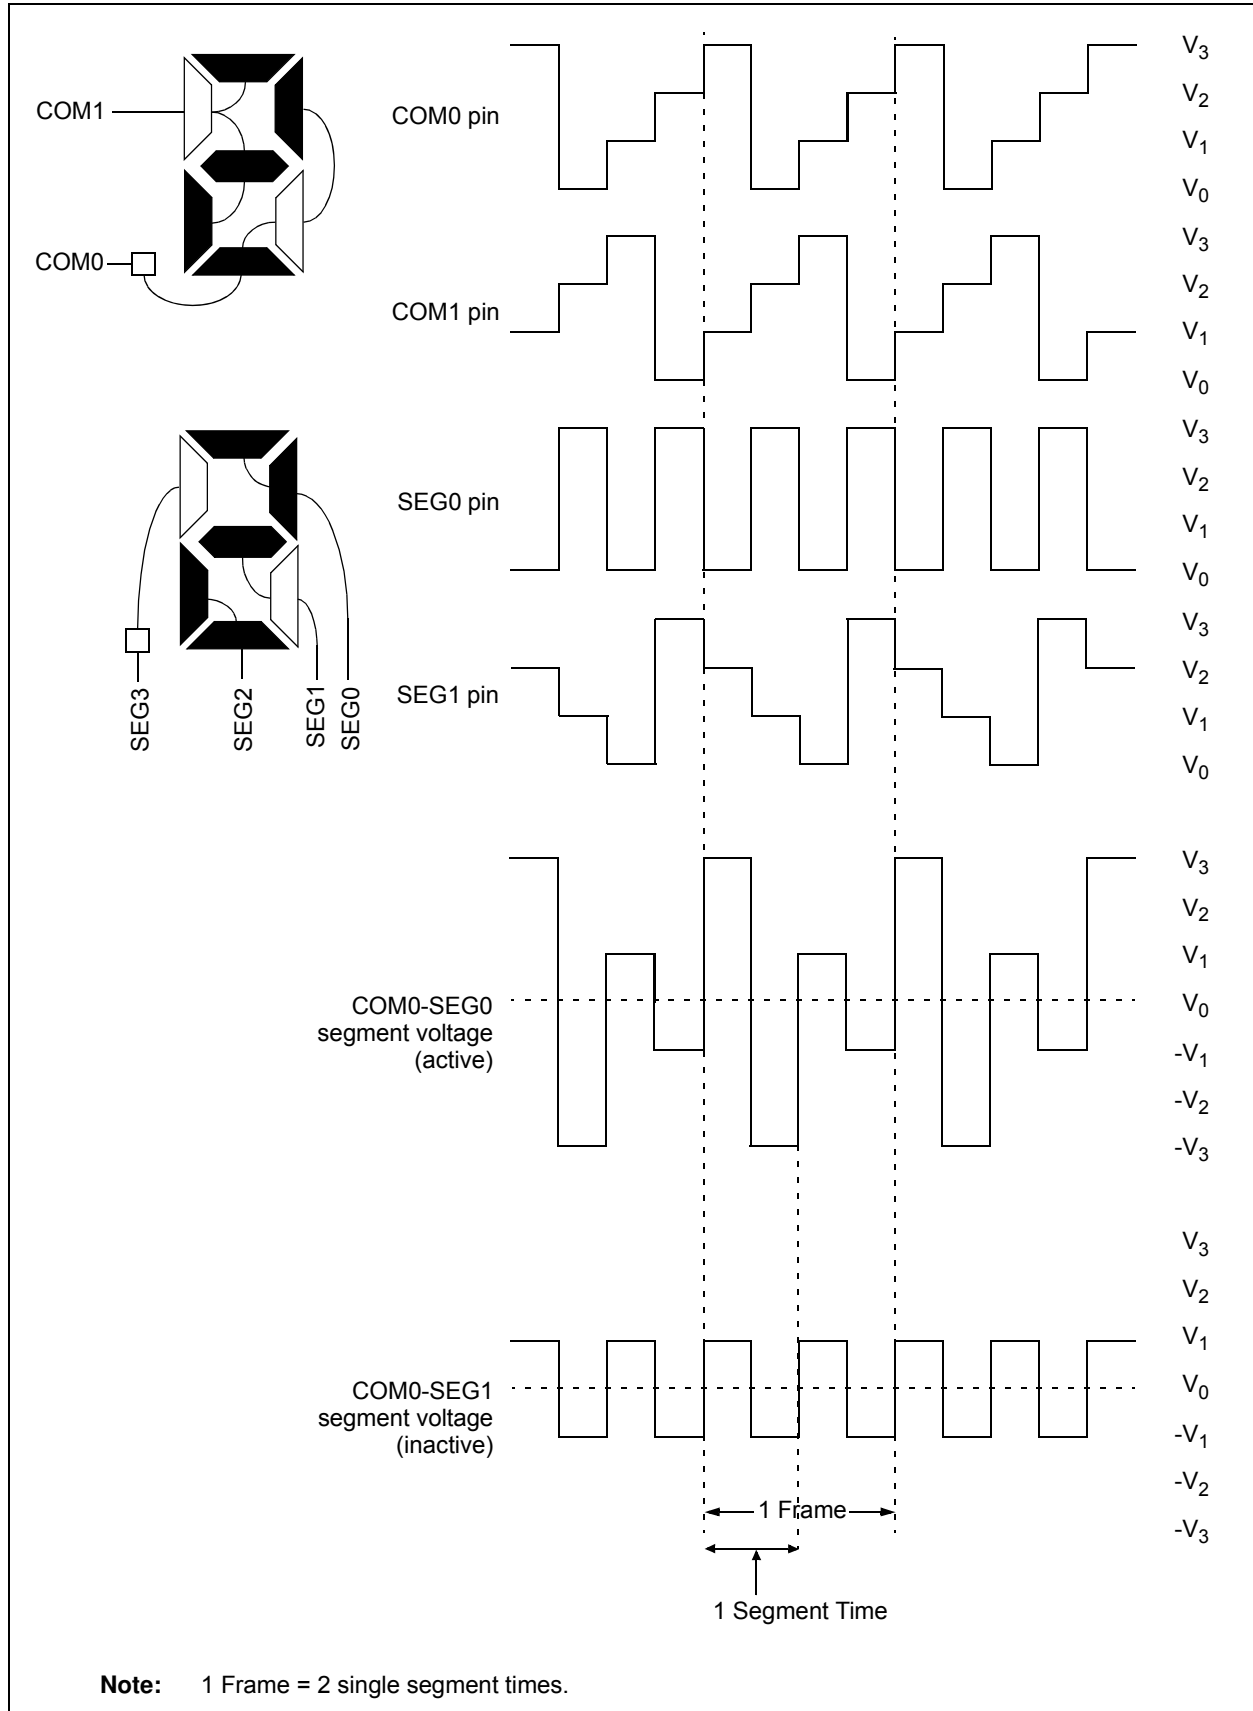 COM1
COM0
SEG3
SEG2
SEG1
SEG0
COM0 pin
V3
V2
V1
V0
COM1 pin
V3
V2
V1
V0
SEG0 pin
V3
V2
V1
V0
SEG1 pin
V3
V2
V1
V0
COM0-SEG0
segment voltage
(active)
V3
V2
V1
V0
-V1
-V2
-V3
COM0-SEG1
segment voltage
(inactive)
V3
V2
V1
V0
-V1
-V2
-V3
1 Frame
1 Segment Time
Note: 1 Frame = 2 single segment times.